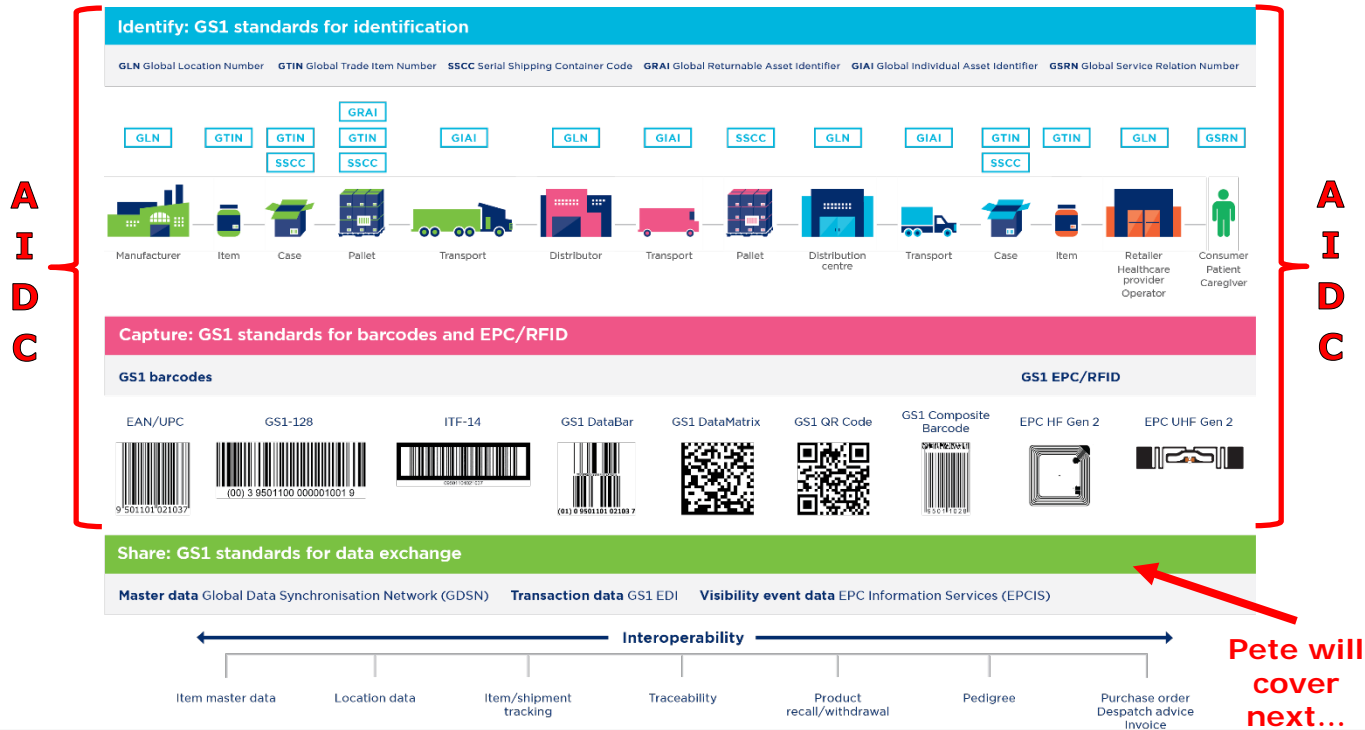 Identify: GS1 standards for identification
GLN Global Location Number GTIN Global Trade Item Number SSCC Serial Shipping Container Code GRAI Global Returnable Asset Identifier GIAI Global Individual Asset Identifier GSRN Global Service Relation Number
GRAI
GLN GTIN GTIN GTIN GIAI GLN GIAI SSCC GLN GIAI GTIN GTIN GLN GSRN
SSCC SSCC SSCC
Manufacturer Item Case Pallet Transport Distributor Transport Pallet Distribution Transport Case Item Retailer Consumer
centre Healthcare Patient
provider Caregiver
Operator
A
I
D
C
A
I
D
C
Capture: GS1 standards for barcodes and EPC/RFID
GS1 barcodes GS1 EPC/RFID
EAN/UPC GS1-128 ITF-14 GS1 DataBar GS1 DataMatrix GS1 QR Code GS1 Composite EPC HF Gen 2 EPC UHF Gen 2
Barcode
(00) 3 9501100 000001001 9
9 501101 021037
(01) 0 9501101 02103 7
Share: GS1 standards for data exchange
Master data Global Data Synchronisation Network (GDSN) Transaction data GS1 EDI Visibility event data EPC Information Services (EPCIS)
Interoperability
Item master data Location data Item/shipment Traceability Product Pedigree Purchase order
tracking recall/withdrawal Despatch advice
Invoice
Pete will
cover
next...